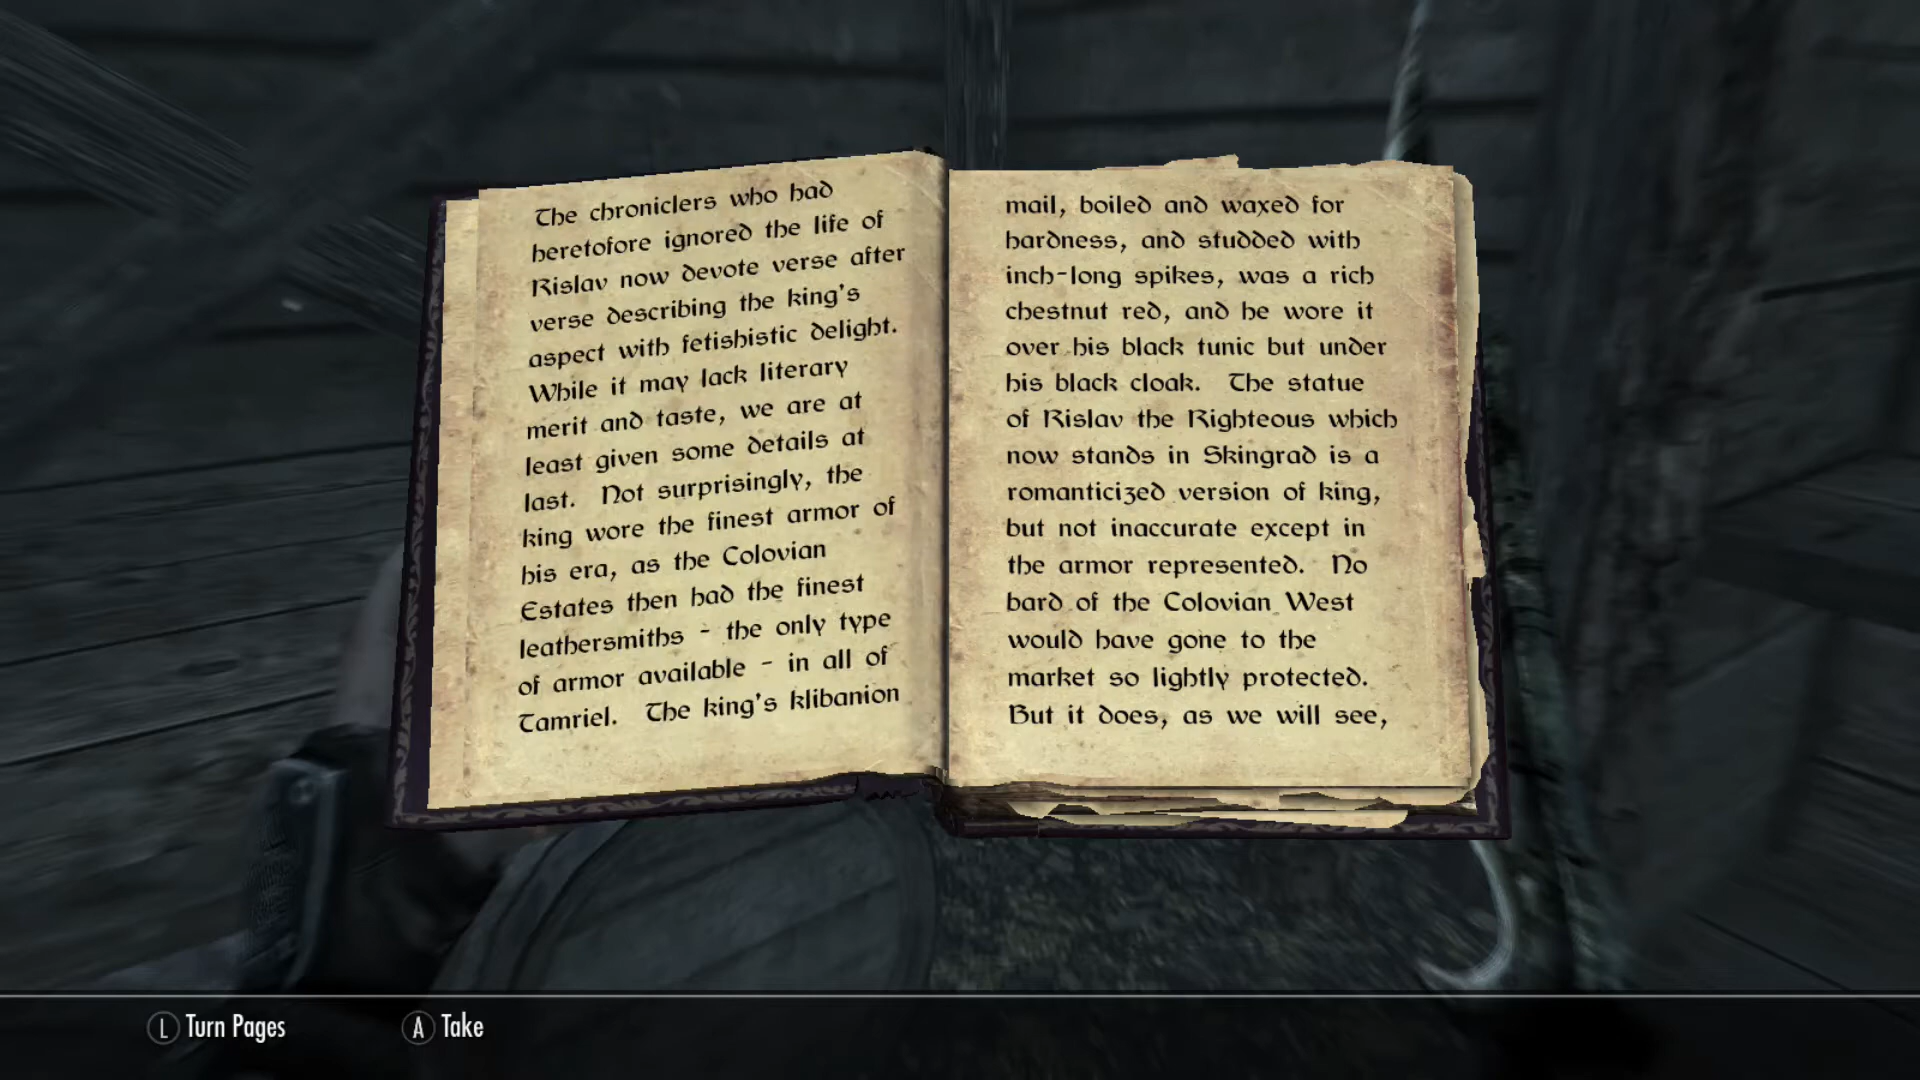 The chroniclers who had
heretofore ignored the life of
Rislav now devote verse after
verse describing the king's
aspect with fetishistic delight.
While it may lack literary
merit and taste, we are at
least given some details at
last.  Not surprisingly, the
king wore the finest armor of
his era, as the Colovian
Estates then had the finest
leathersmiths - the only type
of armor available - in all of
Tamriel.  The king's klibanion
mail, boiled and waxed for
hardness, and studded with
inch-long spikes, was a rich
chestnut red, and he wore it
over his black tunic but under
his black cloak.  The statue
of Rislav the Righteous which
now stands in Skingrad is a
romanticized version of king,
but not inaccurate except in
the armor represented.  No
bard of the Colovian West
would have gone to the
market so lightly protected.
But it does, as we will see,
L Turn Pages
A Take